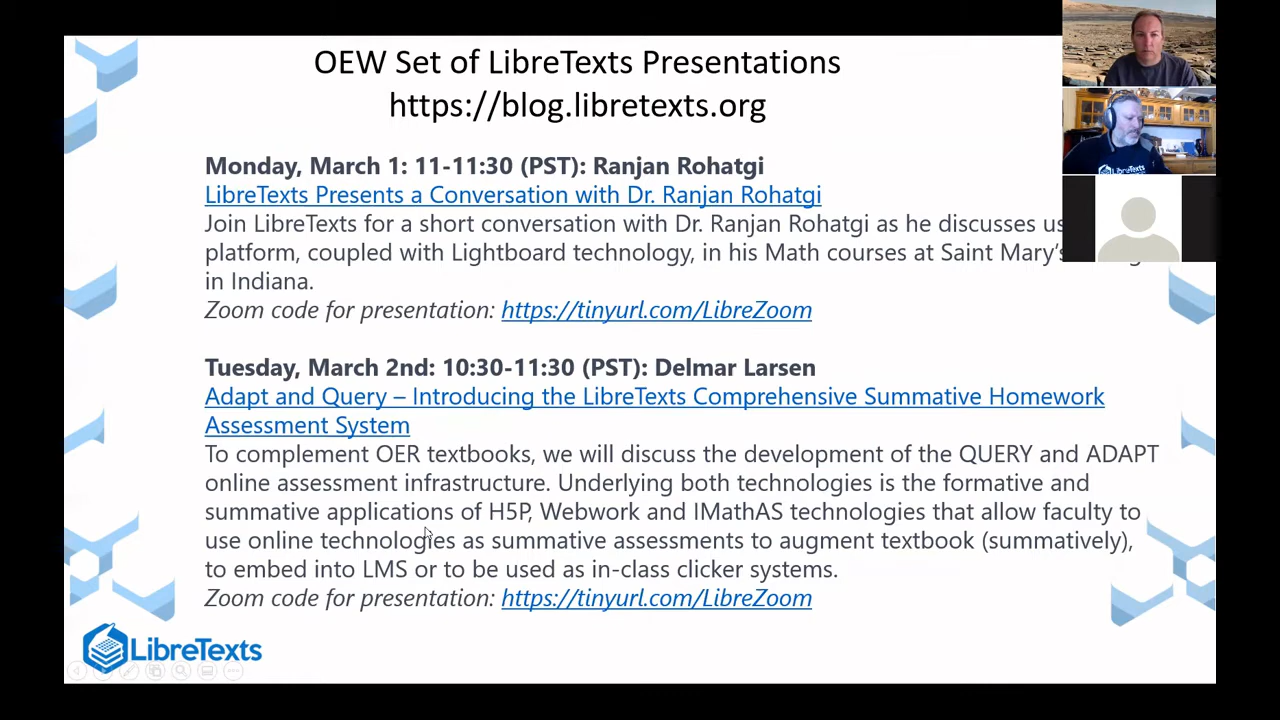 OEW Set of LibreTexts Presentations
https://blog.libretexts.org
Monday, March 1: 11-11:30 (PST): Ranjan Rohatgi
LibreTexts Presents a Conversation with Dr. Ranjan Rohatgi
Join LibreTexts for a short conversation with Dr. Ranjan Rohatgi as he discusses
platform, coupled with Lightboard technology, in his Math courses at Saint Mary's
in Indiana.
Zoom code for presentation: https://tinyurl.com/LibreZoom
Tuesday, March 2nd: 10:30-11:30 (PST): Delmar Larsen
Adapt and Query – Introducing the LibreTexts Comprehensive Summative Homework
Assessment System
To complement OER textbooks, we will discuss the development of the QUERY and ADAPT
online assessment infrastructure. Underlying both technologies is the formative and
summative applications of H5P, Webwork and IMathAS technologies that allow faculty to
use online technologies as summative assessments to augment textbook (summatively),
to embed into LMS or to be used as in-class clicker systems.
Zoom code for presentation: https://tinyurl.com/LibreZoom
LibreTexts
LibreTexts